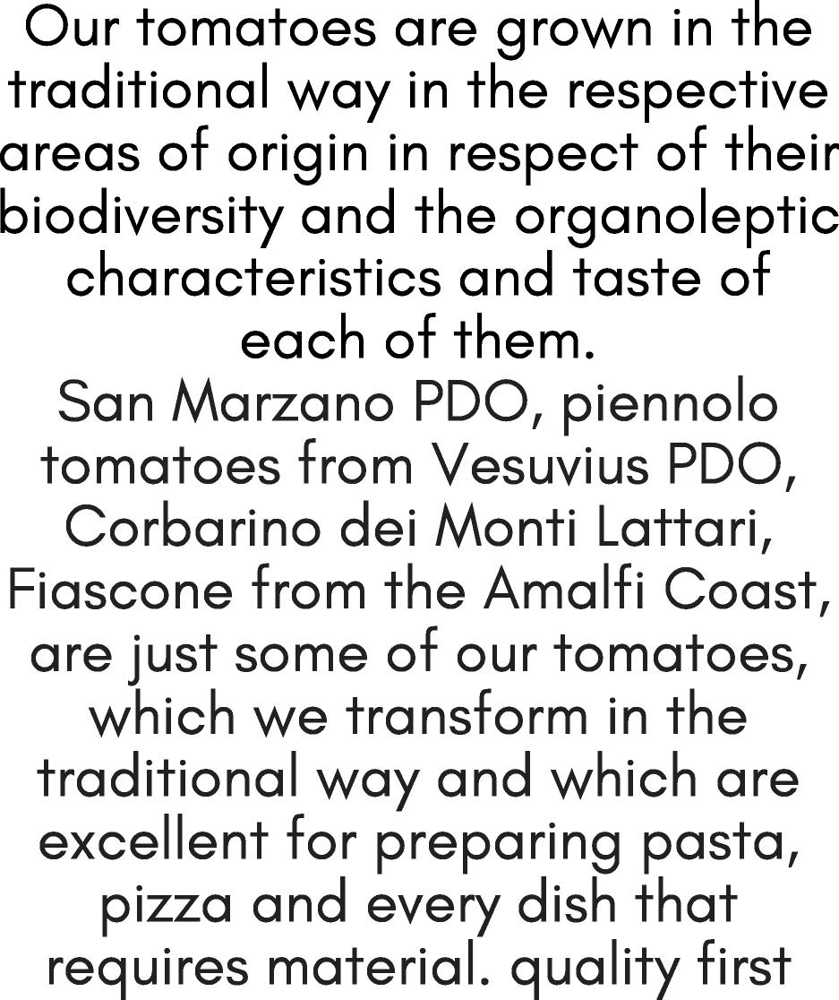 Our tomatoes are grown in the
traditional way in the respective
areas of origin in respect of their
biodiversity and the organoleptic
characteristics and taste of
each of them.
San Marzano PDO, piennolo
tomatoes from Vesuvius PDO,
Corbarino dei Monti Lattari,
Fiascone from the Amalfi Coast,
are just some of our tomatoes,
which we transform in the
traditional way and which are
excellent for preparing pasta,
pizza and every dish that
requires material. quality first